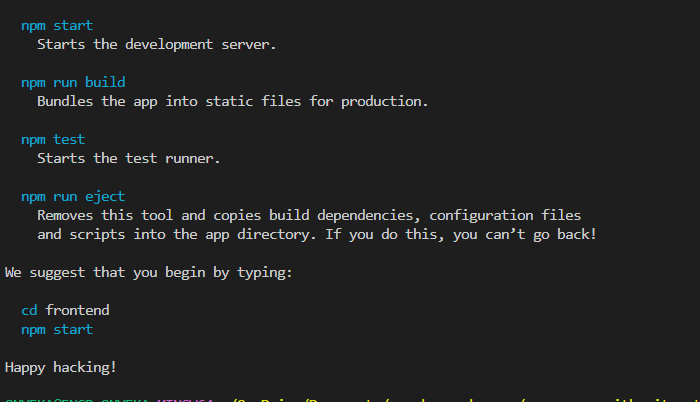 npm start
Starts the development server.
npm run build
Bundles the app into static files for production.
npm test
Starts the test runner.
npm run eject
Removes this tool and copies build dependencies, configuration files
and scripts into the app directory. If you do this, you can’t go back!
We suggest that you begin by typing:
cd frontend
npm start
Happy hacking!